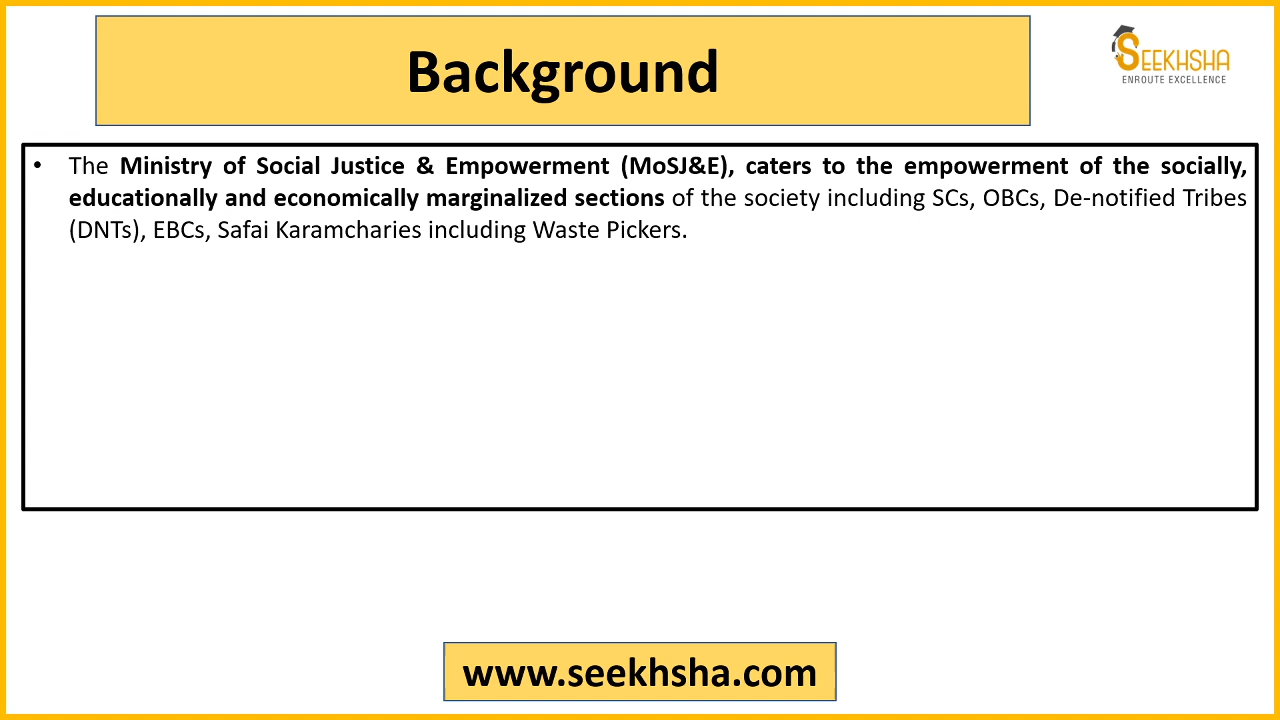 Background
SEEKHSHA
ENROUTE EXCELLENCE
• The Ministry of Social Justice & Empowerment (MoSJ&E), caters to the empowerment of the socially,
educationally and economically marginalized sections of the society including SCs, OBCs, De-notified Tribes
(DNTs), EBCs, Safai Karamcharies including Waste Pickers.
www.seekhsha.com